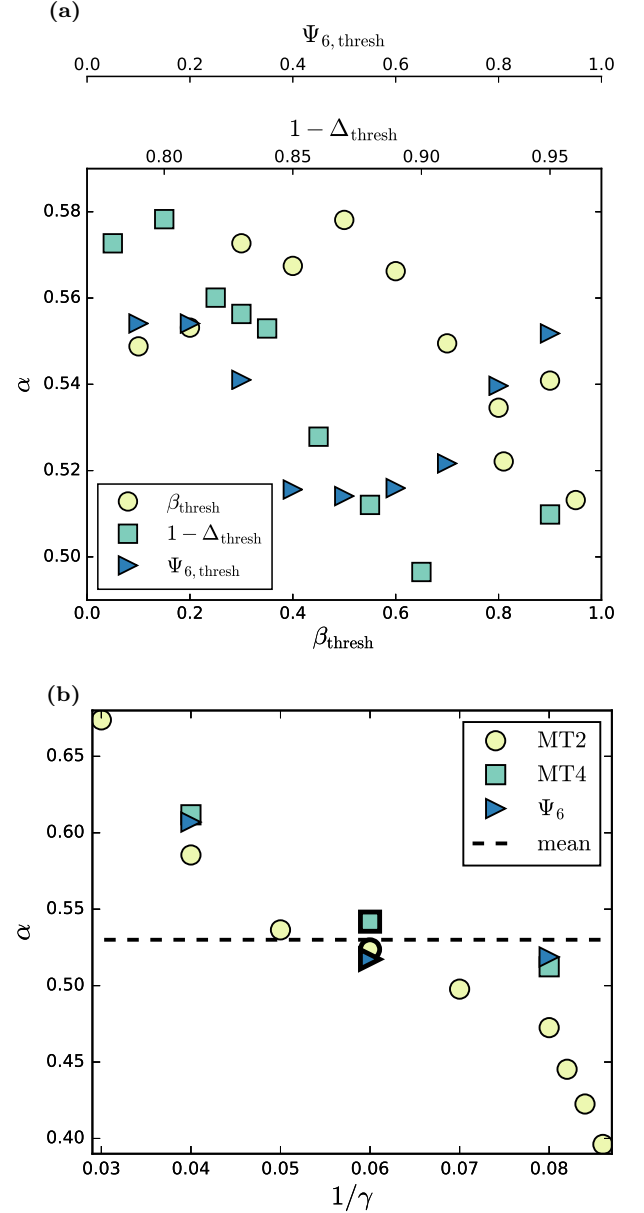 (a)
Ψ6, thresh
0.0 0.2 0.4 0.6 0.8 1.0
1 − Δthresh
0.80 0.85 0.90 0.95
0.58
0.56
0.54
0.52
0.50
α
βthresh
1 − Δthresh
Ψ6, thresh
0.0 0.2 0.4 0.6 0.8 1.0
βthresh
(b)
0.65
0.60
0.55
0.50
0.45
0.40
α
MT2
MT4
Ψ6
mean
0.03 0.04 0.05 0.06 0.07 0.08
1/γ